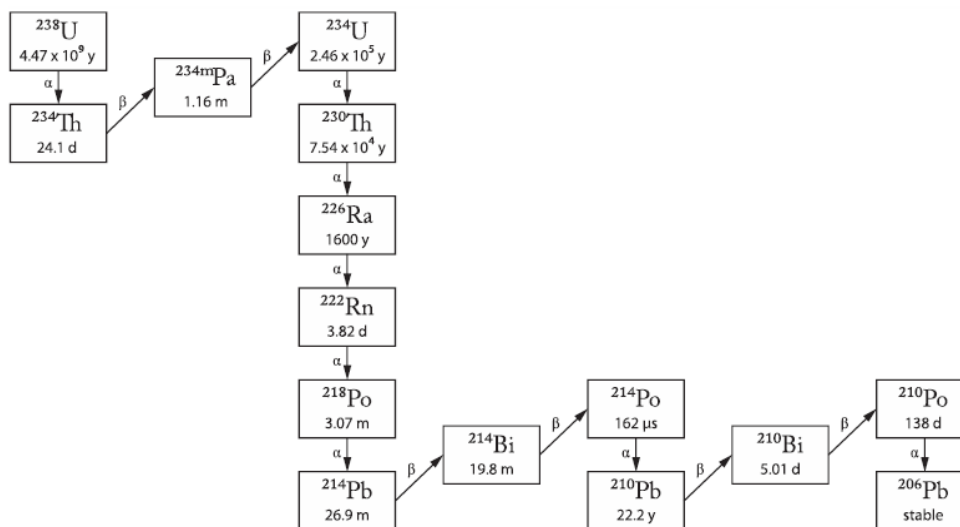 ²³⁸U
4.47 x 10⁹ y
α
²³⁴Th
24.1 d
β
²³⁴ᵐPa
1.16 m
β
²³⁴U
2.46 x 10⁵ y
α
²³⁰Th
7.54 x 10⁴ y
α
²²⁶Ra
1600 y
α
²²²Rn
3.82 d
α
²¹⁸Po
3.07 m
α
²¹⁴Pb
26.9 m
β
²¹⁴Bi
19.8 m
β
²¹⁴Po
162 µs
α
²¹⁰Pb
22.2 y
β
²¹⁰Bi
5.01 d
β
²¹⁰Po
138 d
α
²⁰⁶Pb
stable